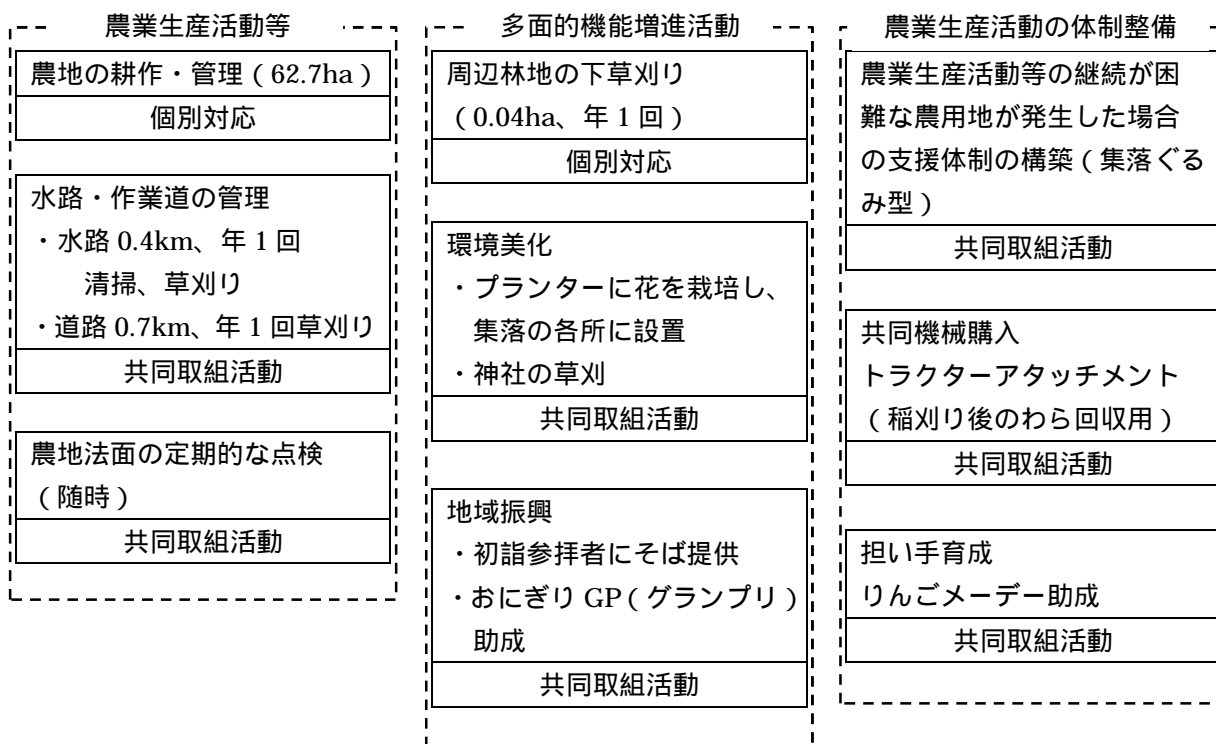 農業生産活動等
農地の耕作・管理（62.7ha）
個別対応
水路・作業道の管理
・水路 0.4km、年 1 回
清掃、草刈り
・道路 0.7km、年 1 回草刈り
共同取組活動
農地法面の定期的な点検
（随時）
共同取組活動
多面的機能増進活動
周辺林地の下草刈り
（0.04ha、年 1 回）
個別対応
環境美化
・プランターに花を栽培し、
集落の各所に設置
・神社の草刈
共同取組活動
地域振興
・初詣参拝者にそば提供
・おにぎり GP（グランプリ）
助成
共同取組活動
農業生産活動の体制整備
農業生産活動等の継続が困
難な農用地が発生した場合
の支援体制の構築（集落ぐる
み型）
共同取組活動
共同機械購入
トラクターアタッチメント
（稲刈り後のわら回収用）
共同取組活動
担い手育成
りんごメーデー助成
共同取組活動